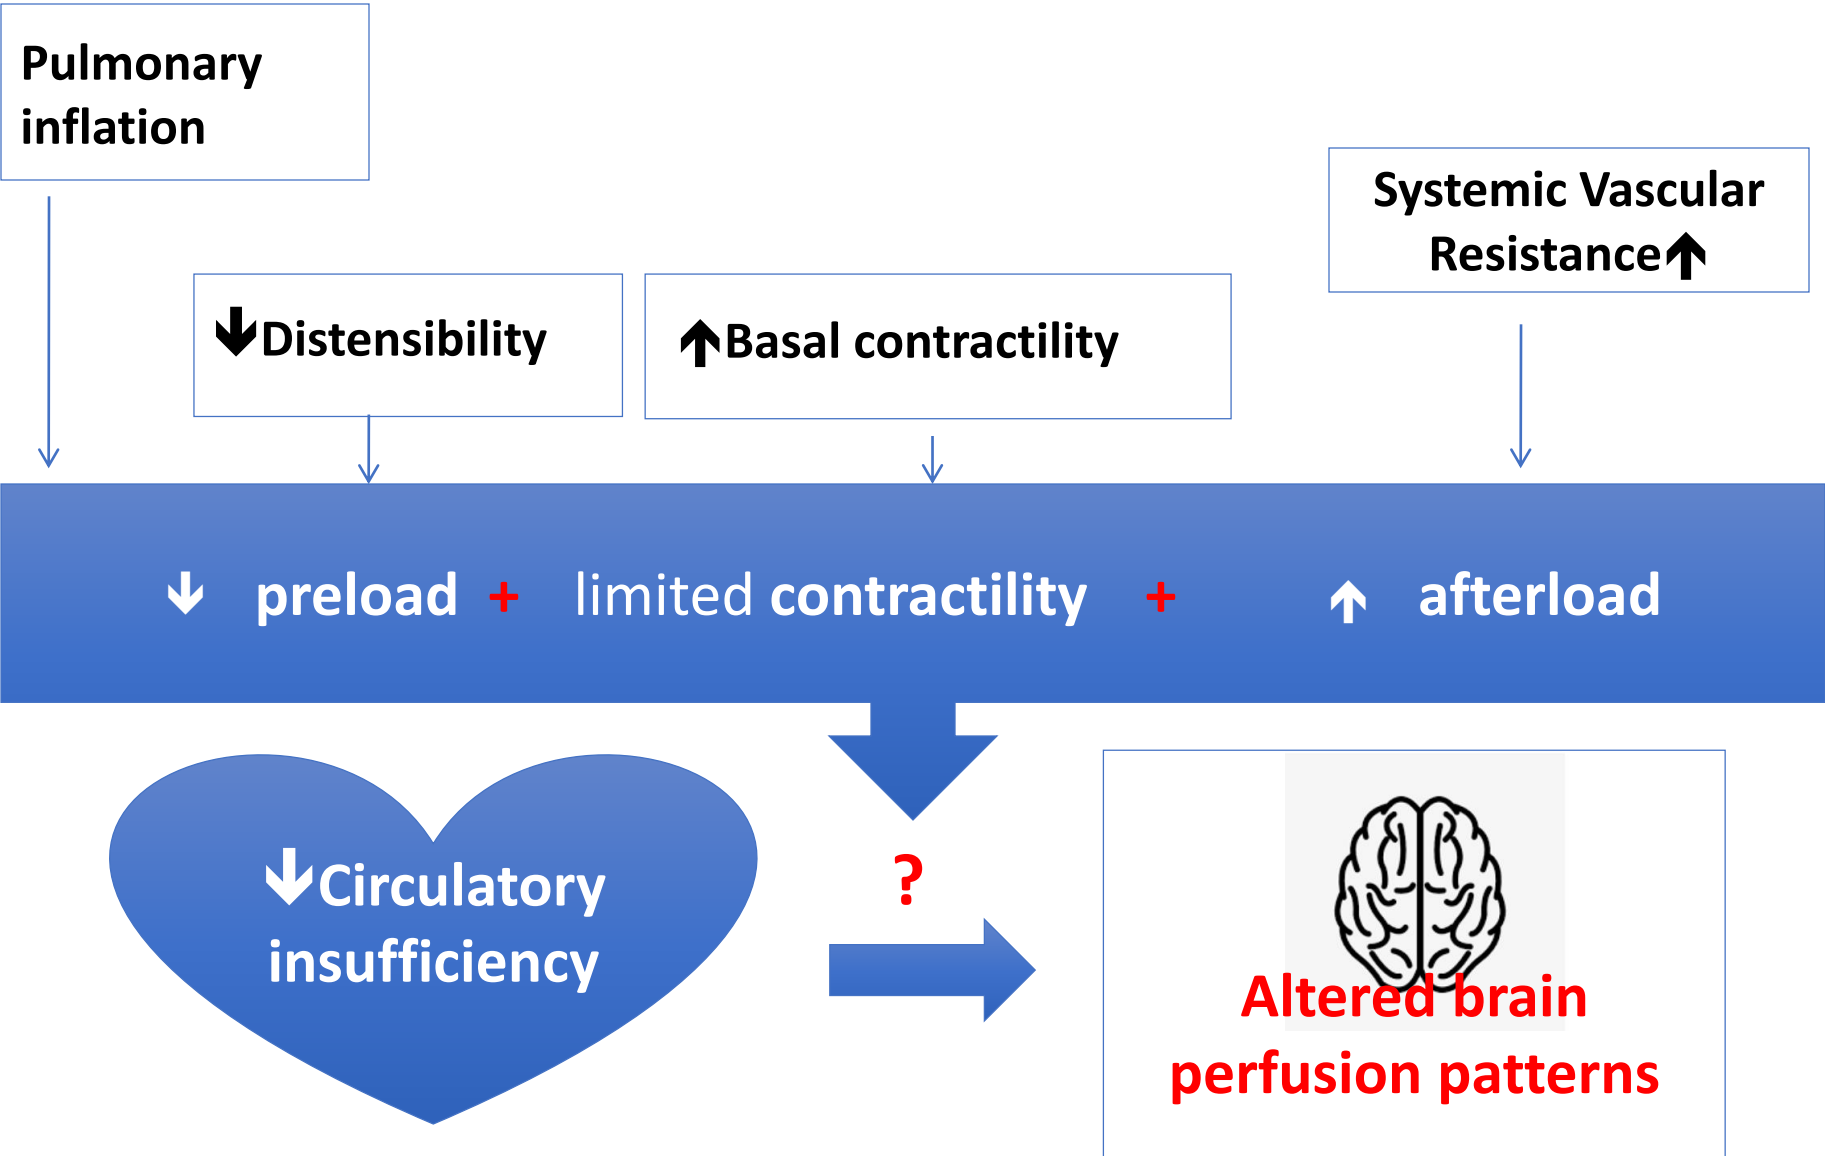 Pulmonary
inflation
Systemic Vascular
Resistance🡹
🡻Distensibility
🡹Basal contractility
🡻 preload + limited contractility + 🡹 afterload
?
🡻Circulatory
insufficiency
Altered brain
perfusion patterns